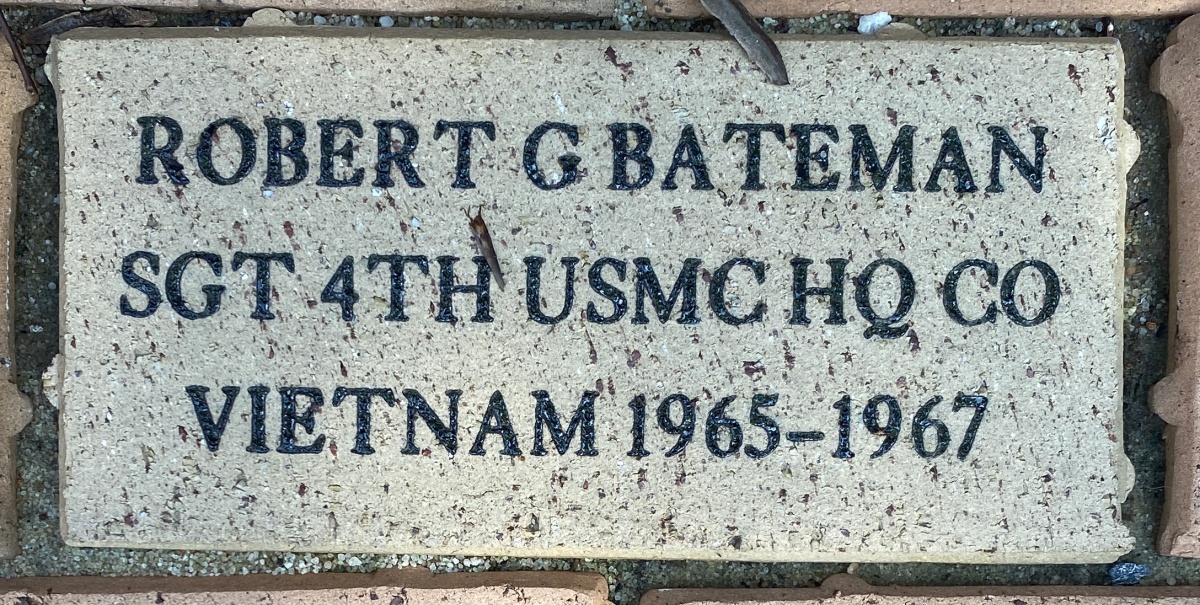 ROBERT G BATEMAN
SGT 4TH USMC HQ CO
VIETNAM 1965-1967